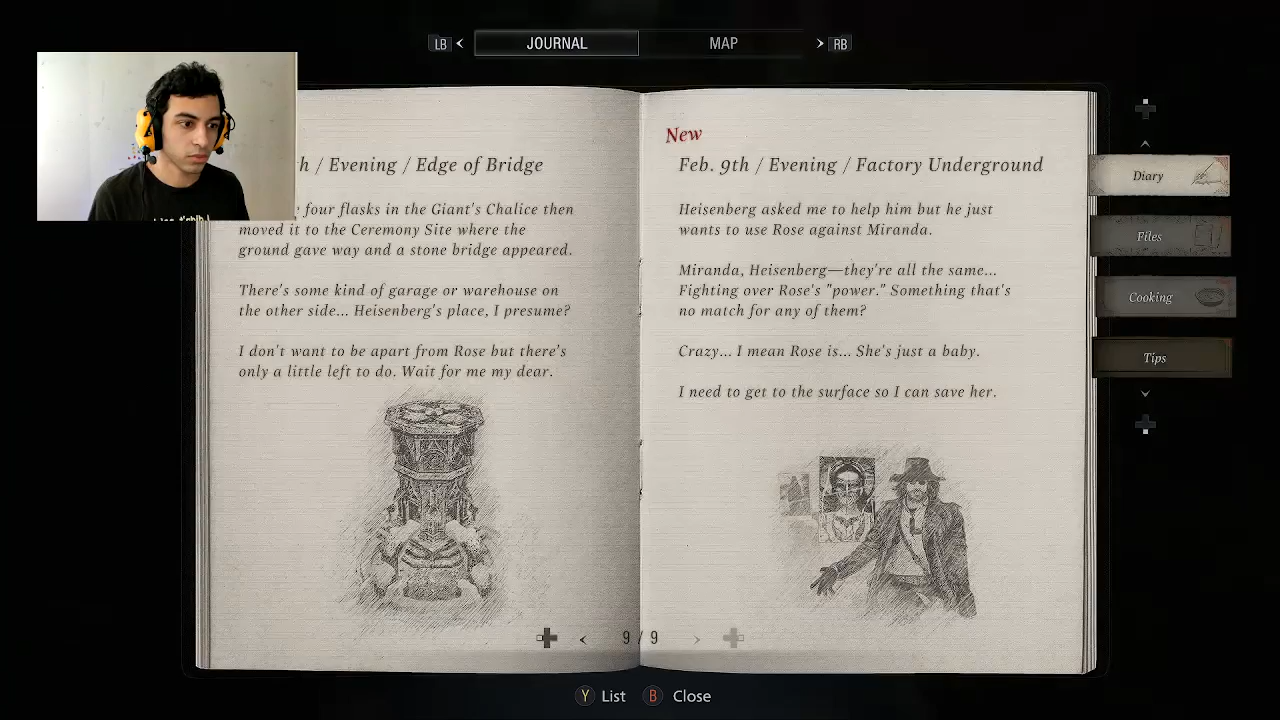 LB JOURNAL MAP RB
h / Evening / Edge of Bridge
four flasks in the Giant's Chalice then
moved it to the Ceremony Site where the
ground gave way and a stone bridge appeared.
There's some kind of garage or warehouse on
the other side... Heisenberg's place, I presume?
I don't want to be apart from Rose but there's
only a little left to do. Wait for me my dear.
New
Feb. 9th / Evening / Factory Underground
Heisenberg asked me to help him but he just
wants to use Rose against Miranda.
Miranda, Heisenberg—they're all the same...
Fighting over Rose's "power." Something that's
no match for any of them?
Crazy... I mean Rose is... She's just a baby.
I need to get to the surface so I can save her.
Diary
Files
Cooking
Tips
9 / 9
Y List B Close